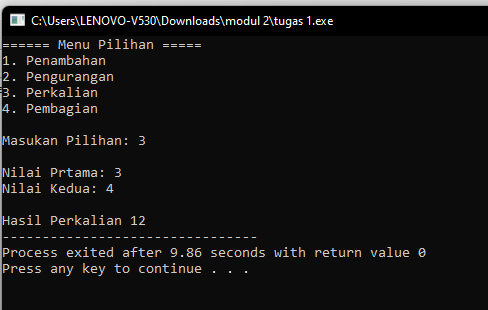 C:\Users\LENOVO-V530\Downloads\modul 2\tugas 1.exe
====== Menu Pilihan =====
1. Penambahan
2. Pengurangan
3. Perkalian
4. Pembagian
Masukan Pilihan: 3
Nilai Prtama: 3
Nilai Kedua: 4
Hasil Perkalian 12
--------------------------------
Process exited after 9.86 seconds with return value 0
Press any key to continue . . .